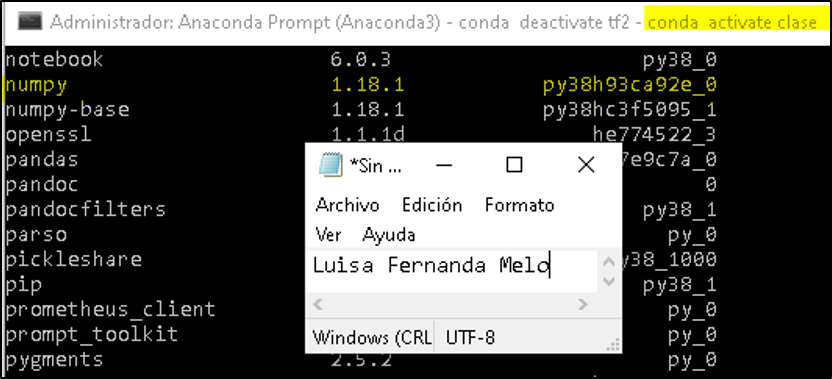 Administrador: Anaconda Prompt (Anaconda3) - conda deactivate tf2 - conda activate clase
notebook 6.0.3 py38_0
numpy 1.18.1 py38h93ca92e_0
numpy-base 1.18.1 py38hc3f5095_1
openssl 1.1.1d he774522_3
pandas 7e9c7a_0
pandoc 0
pandocfilters py38_1
parso py_0
pickleshare y38_1000
pip py38_1
prometheus_client py_0
prompt_toolkit py_0
pygments 2.5.2 py_0
*Sin ...
Archivo Edición Formato
Ver Ayuda
Luisa Fernanda Melo
Windows (CRL UTF-8